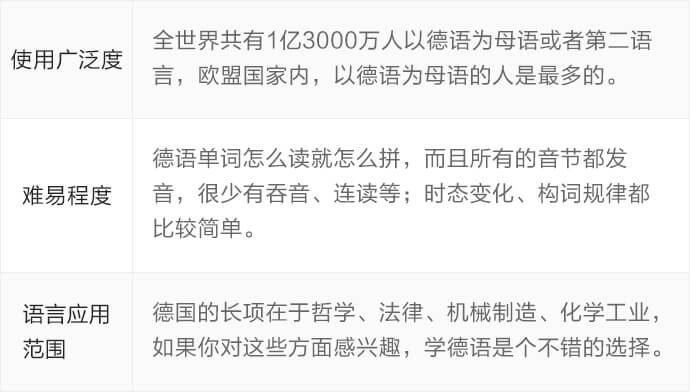 使用广泛度
全世界共有1亿3000万人以德语为母语或者第二语
言，欧盟国家内，以德语为母语的人是最多的。
难易程度
德语单词怎么读就怎么拼，而且所有的音节都发
音，很少有吞音、连读等；时态变化、构词规律都
比较简单。
语言应用
范围
德国的长项在于哲学、法律、机械制造、化学工业，
如果你对这些方面感兴趣，学德语是个不错的选择。